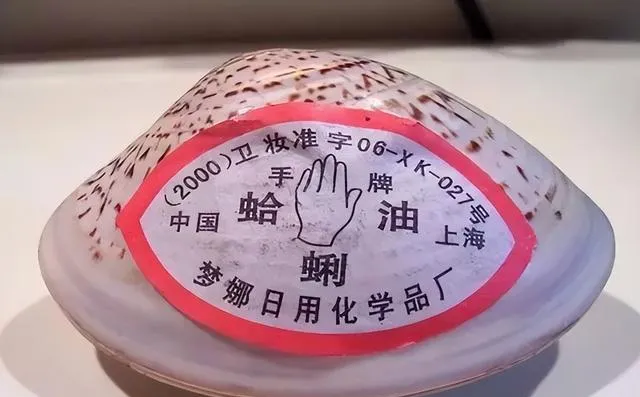 (2000)卫妆准字06-XK-027号
手牌
中国 蛤蜊油 上海
梦娜日用化学品厂